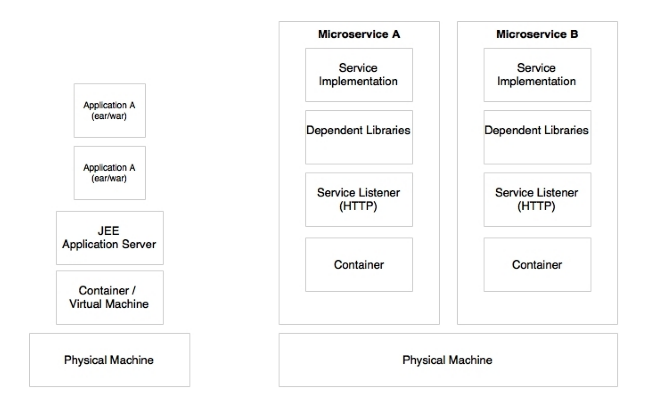 Application A
(ear/war)
Application A
(ear/war)
JEE
Application Server
Container /
Virtual Machine
Physical Machine
Microservice A
Service
Implementation
Dependent Libraries
Service Listener
(HTTP)
Container
Microservice B
Service
Implementation
Dependent Libraries
Service Listener
(HTTP)
Container
Physical Machine